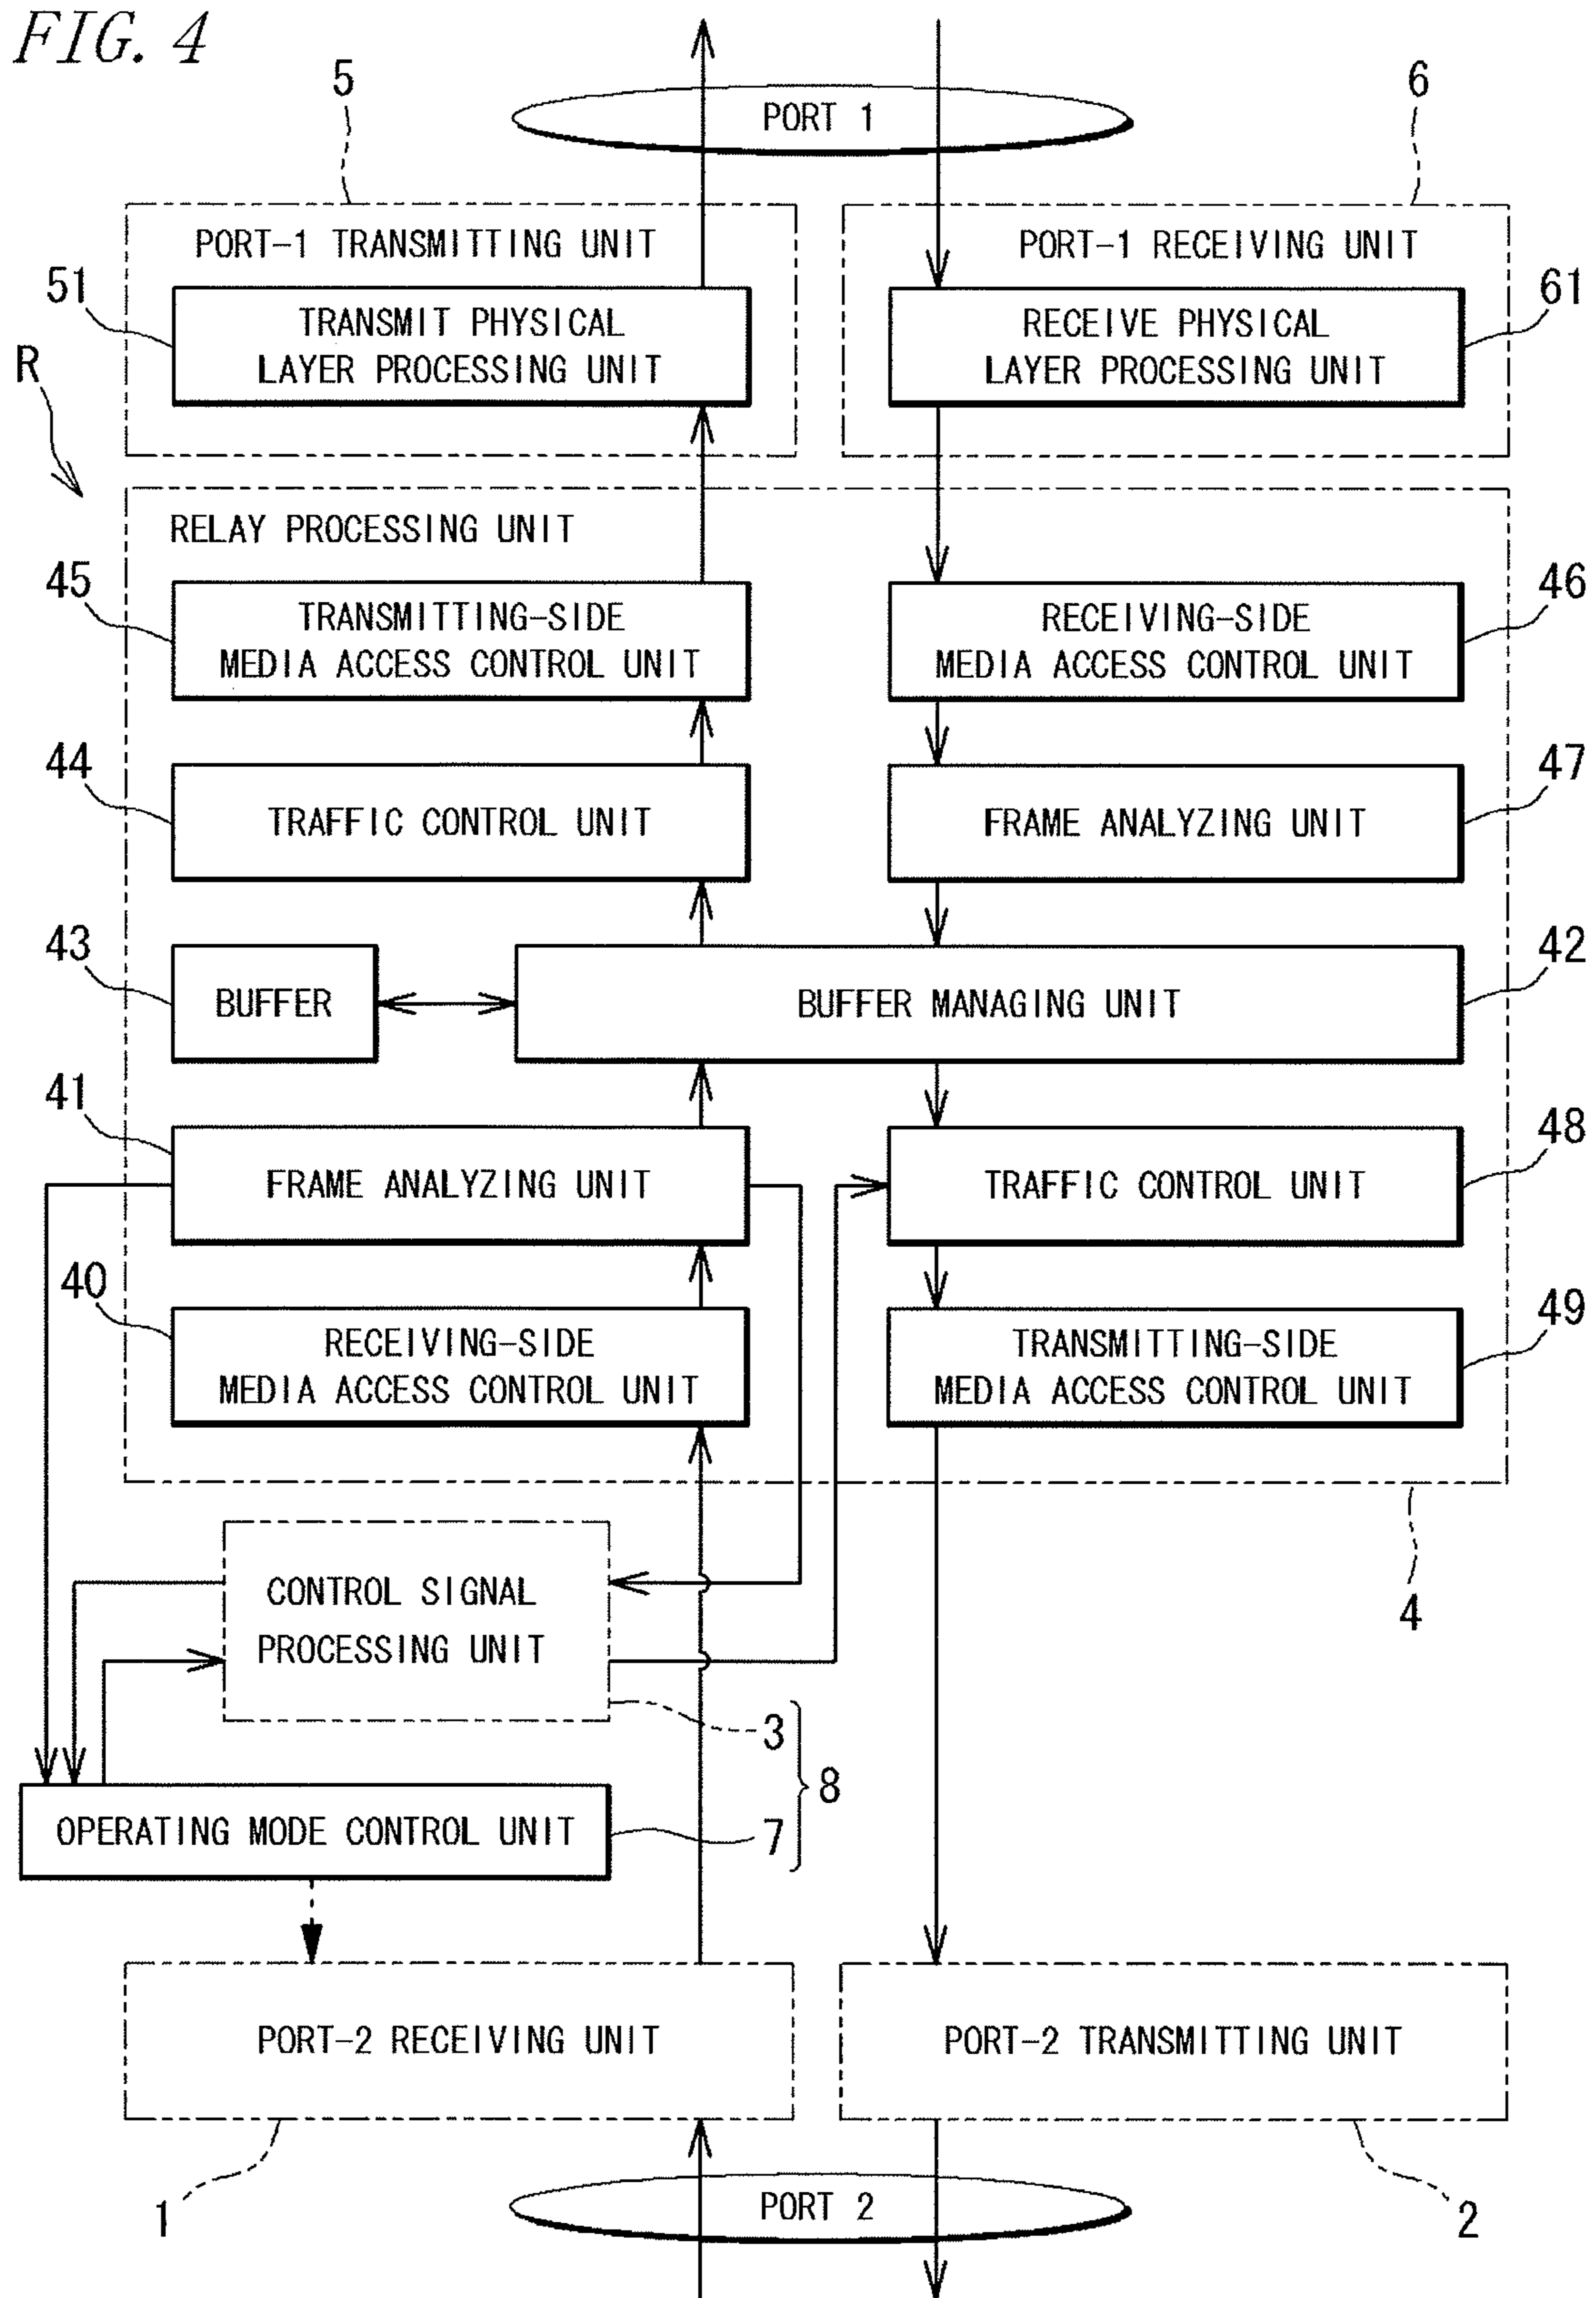 FIG. 4
5
PORT 1
6
PORT-1 TRANSMITTING UNIT
PORT-1 RECEIVING UNIT
51
TRANSMIT PHYSICAL
LAYER PROCESSING UNIT
RECEIVE PHYSICAL
LAYER PROCESSING UNIT
61
R
RELAY PROCESSING UNIT
45
TRANSMITTING-SIDE
MEDIA ACCESS CONTROL UNIT
RECEIVING-SIDE
MEDIA ACCESS CONTROL UNIT
46
44
TRAFFIC CONTROL UNIT
FRAME ANALYZING UNIT
47
43
BUFFER
BUFFER MANAGING UNIT
42
41
FRAME ANALYZING UNIT
TRAFFIC CONTROL UNIT
48
40
RECEIVING-SIDE
MEDIA ACCESS CONTROL UNIT
TRANSMITTING-SIDE
MEDIA ACCESS CONTROL UNIT
49
CONTROL SIGNAL
PROCESSING UNIT
4
3
8
OPERATING MODE CONTROL UNIT
7
PORT-2 RECEIVING UNIT
PORT-2 TRANSMITTING UNIT
1
PORT 2
2